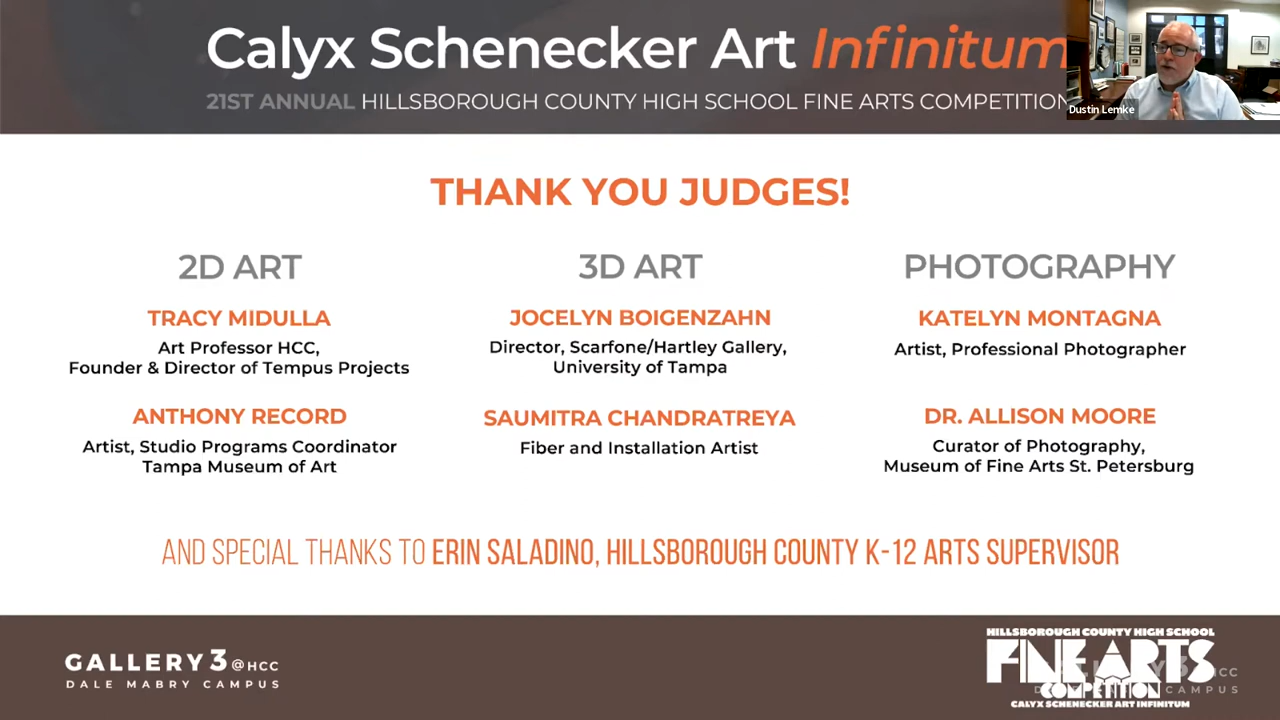 Calyx Schenecker Art Infinitum
21ST ANNUAL HILLSBOROUGH COUNTY HIGH SCHOOL FINE ARTS COMPETITION
Dustin Lemke
THANK YOU JUDGES!
2D ART
TRACY MIDULLA
Art Professor HCC,
Founder & Director of Tempus Projects
ANTHONY RECORD
Artist, Studio Programs Coordinator
Tampa Museum of Art
3D ART
JOCELYN BOIGENZAHN
Director, Scarfone/Hartley Gallery,
University of Tampa
SAUMITRA CHANDRATREYA
Fiber and Installation Artist
PHOTOGRAPHY
KATELYN MONTAGNA
Artist, Professional Photographer
DR. ALLISON MOORE
Curator of Photography,
Museum of Fine Arts St. Petersburg
AND SPECIAL THANKS TO ERIN SALADINO, HILLSBOROUGH COUNTY K-12 ARTS SUPERVISOR
GALLERY3@HCC
DALE MABRY CAMPUS
HILLSBOROUGH COUNTY HIGH SCHOOL
FINE ARTS
COMPETITION
CALYX SCHENECKER ART INFINITUM
3 HCC
CAMPUS